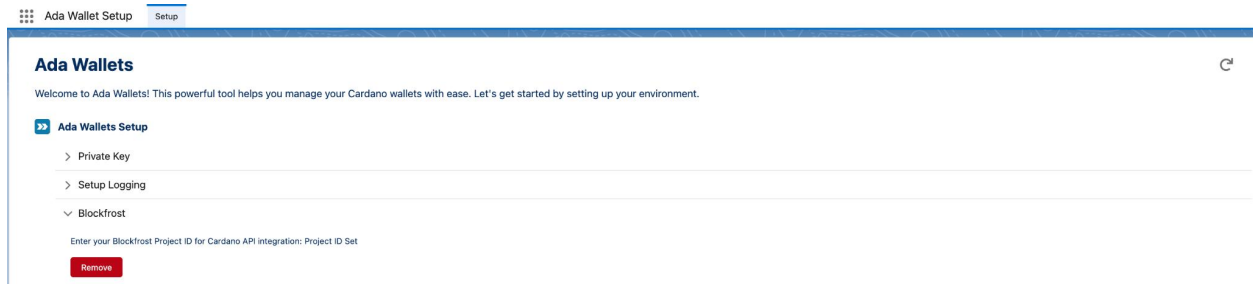 Ada Wallet Setup Setup
Ada Wallets
Welcome to Ada Wallets! This powerful tool helps you manage your Cardano wallets with ease. Let's get started by setting up your environment.
Ada Wallets Setup
Private Key
Setup Logging
Blockfrost
Enter your Blockfrost Project ID for Cardano API integration: Project ID Set
Remove